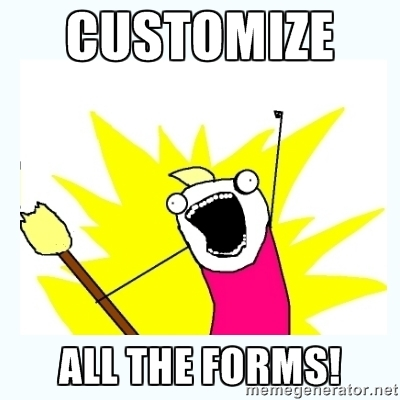 CUSTOMIZE
ALL THE FORMS!
memegenerator.net